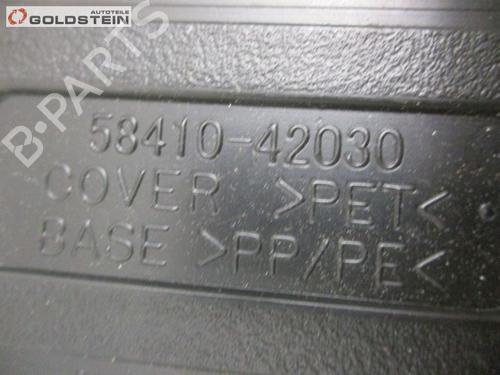 AUTOTEILE
GOLDSTEIN
B-PARTS
58410-42030
COVER >PET<
BASE >PP/PE<